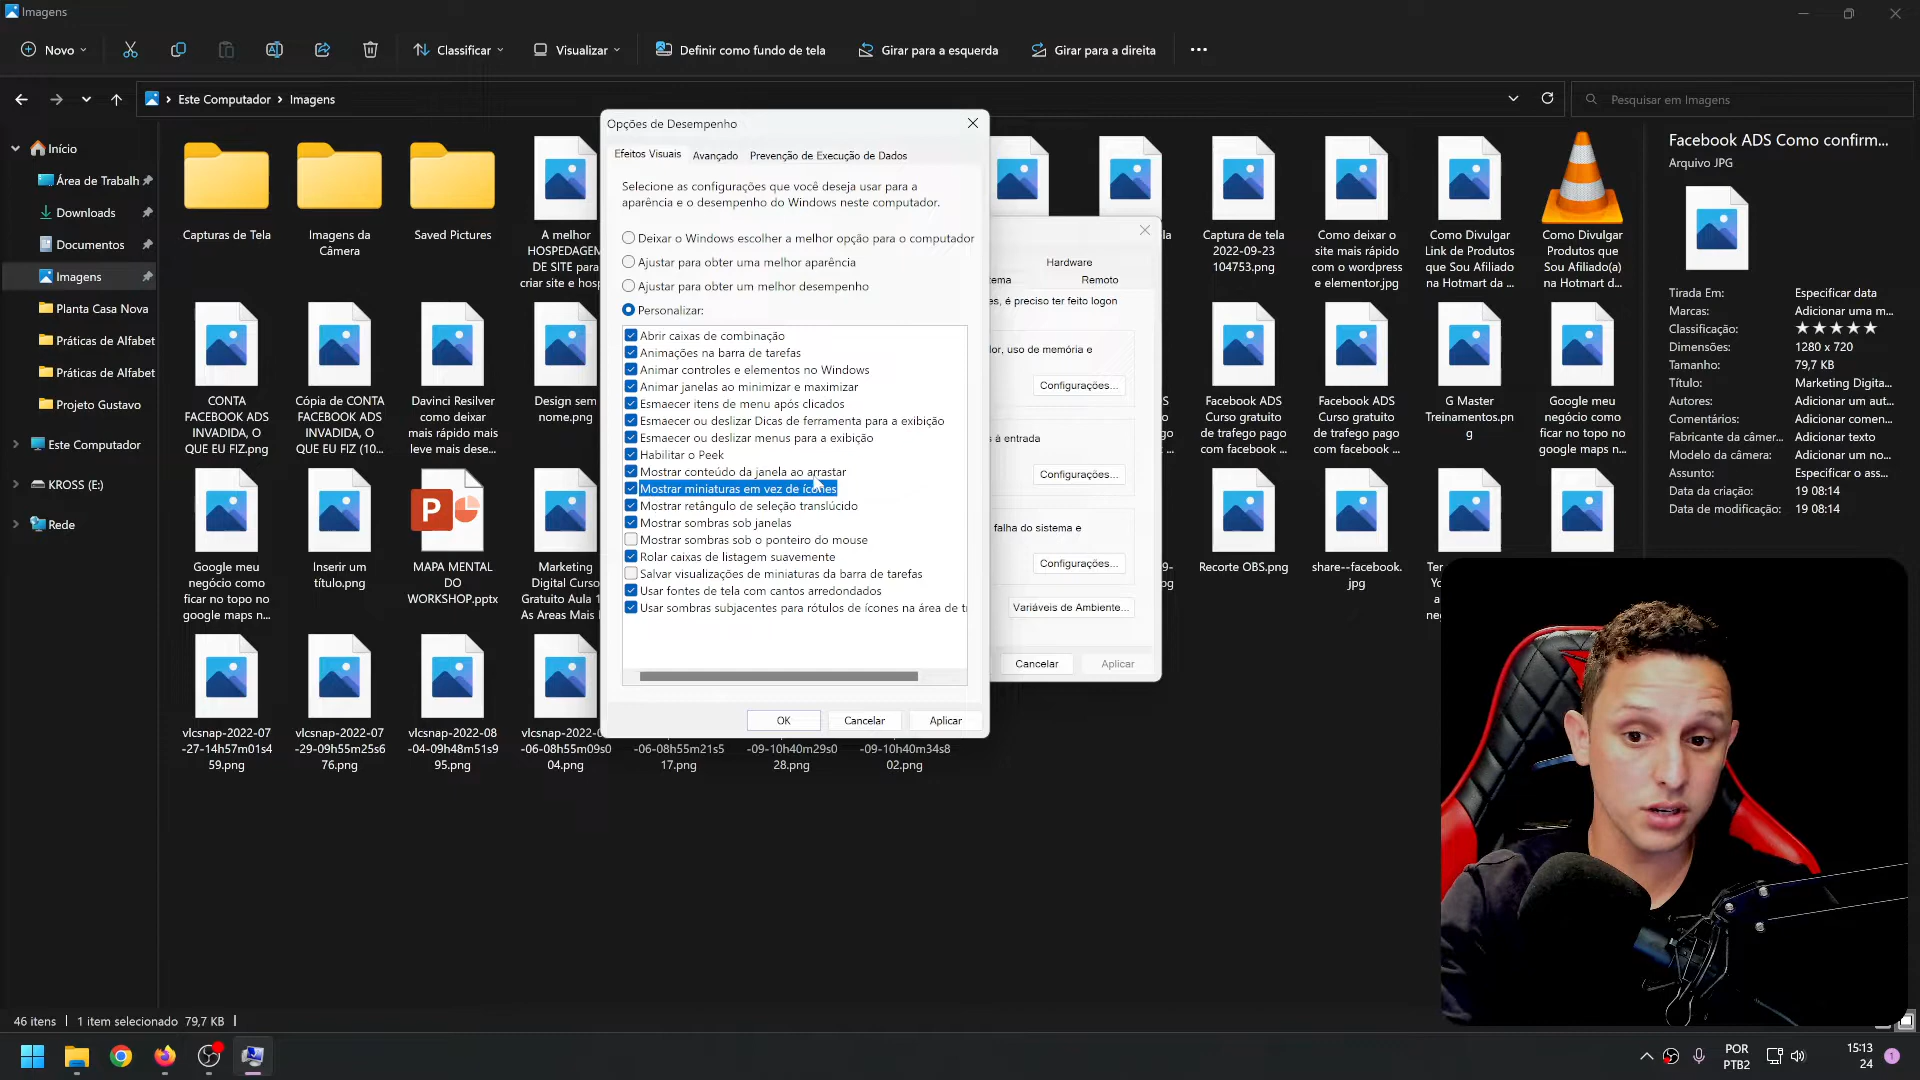 Imagens
Novo
Classificar
Visualizar
Definir como fundo de tela
Girar para a esquerda
Girar para a direita
Este Computador > Imagens
Pesquisar em Imagens
Início
Área de Trabalh
Downloads
Documentos
Imagens
Planta Casa Nova
Práticas de Alfabet
Práticas de Alfabet
Projeto Gustavo
Este Computador
KROSS (E:)
Rede
Capturas de Tela
Imagens da
Câmera
Saved Pictures
A melhor
HOSPEDAGEM
DE SITE para
criar site e hosp
Captura de tela
2022-09-23
104753.png
Como deixar o
site mais rápido
com o wordpress
e elementor.jpg
Como Divulgar
Link de Produtos
que Sou Afiliado
na Hotmart da ...
Como Divulgar
Produtos que
Sou Afiliado(a)
na Hotmart d...
CONTA
FACEBOOK ADS
INVADIDA, O
QUE EU FIZ.png
Cópia de CONTA
FACEBOOK ADS
INVADIDA, O
QUE EU FIZ (10...
Davinci Resilver
como deixar
mais rápido mais
leve mais dese...
Design sem
nome.png
Facebook ADS
Curso gratuito
de trafego pago
com facebook ...
Facebook ADS
Curso gratuito
de trafego pago
com facebook ...
G Master
Treinamentos.pn
g
Google meu
negócio como
ficar no topo no
google maps n...
Google meu
negócio como
ficar no topo no
google maps n...
Inserir um
título.png
MAPA MENTAL
DO
WORKSHOP.pptx
Marketing
Digital Curso
Gratuito Aula 1
As Areas Mais
Recorte OBS.png
share--facebook.
jpg
vlcsnap-2022-07
-27-14h57m01s4
59.png
vlcsnap-2022-07
-29-09h55m25s6
76.png
vlcsnap-2022-08
-04-09h48m51s9
95.png
vlcsnap-2022-0
-06-08h55m09s0
04.png
-06-08h55m21s5
17.png
-09-10h40m29s0
28.png
-09-10h40m34s8
02.png
Opções de Desempenho
Efeitos Visuais
Avançado
Prevenção de Execução de Dados
Selecione as configurações que você deseja usar para a
aparência e o desempenho do Windows neste computador.
Deixar o Windows escolher a melhor opção para o computador
Ajustar para obter uma melhor aparência
Ajustar para obter um melhor desempenho
Personalizar:
Abrir caixas de combinação
Animações na barra de tarefas
Animar controles e elementos no Windows
Animar janelas ao minimizar e maximizar
Esmaecer itens de menu após clicados
Esmaecer ou deslizar Dicas de ferramenta para a exibição
Esmaecer ou deslizar menus para a exibição
Habilitar o Peek
Mostrar conteúdo da janela ao arrastar
Mostrar miniaturas em vez de ícones
Mostrar retângulo de seleção translúcido
Mostrar sombras sob janelas
Mostrar sombras sob o ponteiro do mouse
Rolar caixas de listagem suavemente
Salvar visualizações de miniaturas da barra de tarefas
Usar fontes de tela com cantos arredondados
Usar sombras subjacentes para rótulos de ícones na área de t
OK
Cancelar
Aplicar
Hardware
ema
Remoto
es, é preciso ter feito logon
or, uso de memória e
Configurações...
s à entrada
Configurações...
falha do sistema e
Configurações...
Variáveis de Ambiente...
Cancelar
Aplicar
Facebook ADS Como confirm...
Arquivo JPG
Tirada Em: Especificar data
Marcas: Adicionar uma m...
Classificação: ★★★★★
Dimensões: 1280 x 720
Tamanho: 79,7 KB
Título: Marketing Digita...
Autores: Adicionar um aut...
Comentários: Adicionar comen...
Fabricante da câmer... Adicionar texto
Modelo da câmera: Adicionar um no...
Assunto: Especificar o ass...
Data da criação: 19 08:14
Data de modificação: 19 08:14
46 itens
1 item selecionado 79,7 KB
POR
PTB2
15:13
24
1